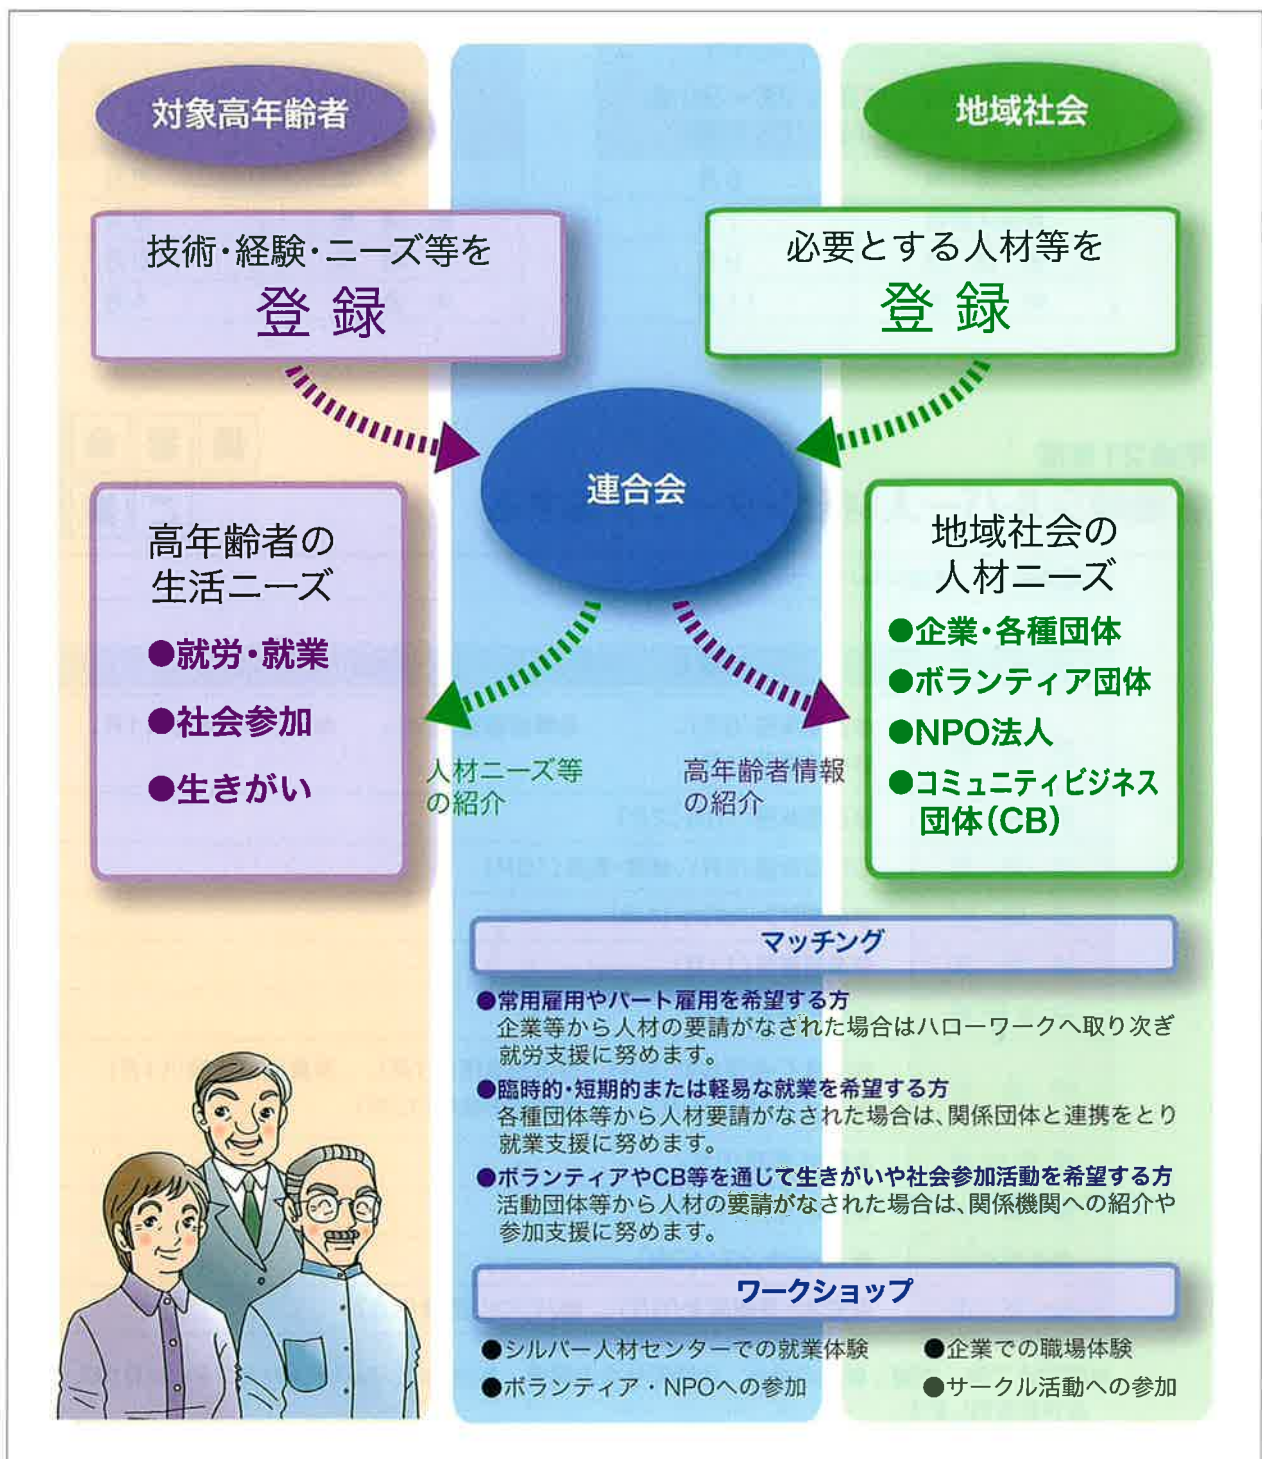 対象高年齢者
地域社会
技術・経験・ニーズ等を
登録
必要とする人材等を
登録
連合会
高年齢者の
生活ニーズ
●就労・就業
●社会参加
●生きがい
地域社会の
人材ニーズ
●企業・各種団体
●ボランティア団体
●NPO法人
●コミュニティビジネス
団体(CB)
人材ニーズ等
の紹介
高年齢者情報
の紹介
マッチング
●常用雇用やパート雇用を希望する方
企業等から人材の要請がなされた場合はハローワークへ取り次ぎ
就労支援に努めます。
●臨時的・短期的または軽易な就業を希望する方
各種団体等から人材要請がなされた場合は、関係団体と連携をとり
就業支援に努めます。
●ボランティアやCB等を通じて生きがいや社会参加活動を希望する方
活動団体等から人材の要請がなされた場合は、関係機関への紹介や
参加支援に努めます。
ワークショップ
●シルバー人材センターでの就業体験
●企業での職場体験
●ボランティア・NPOへの参加
●サークル活動への参加